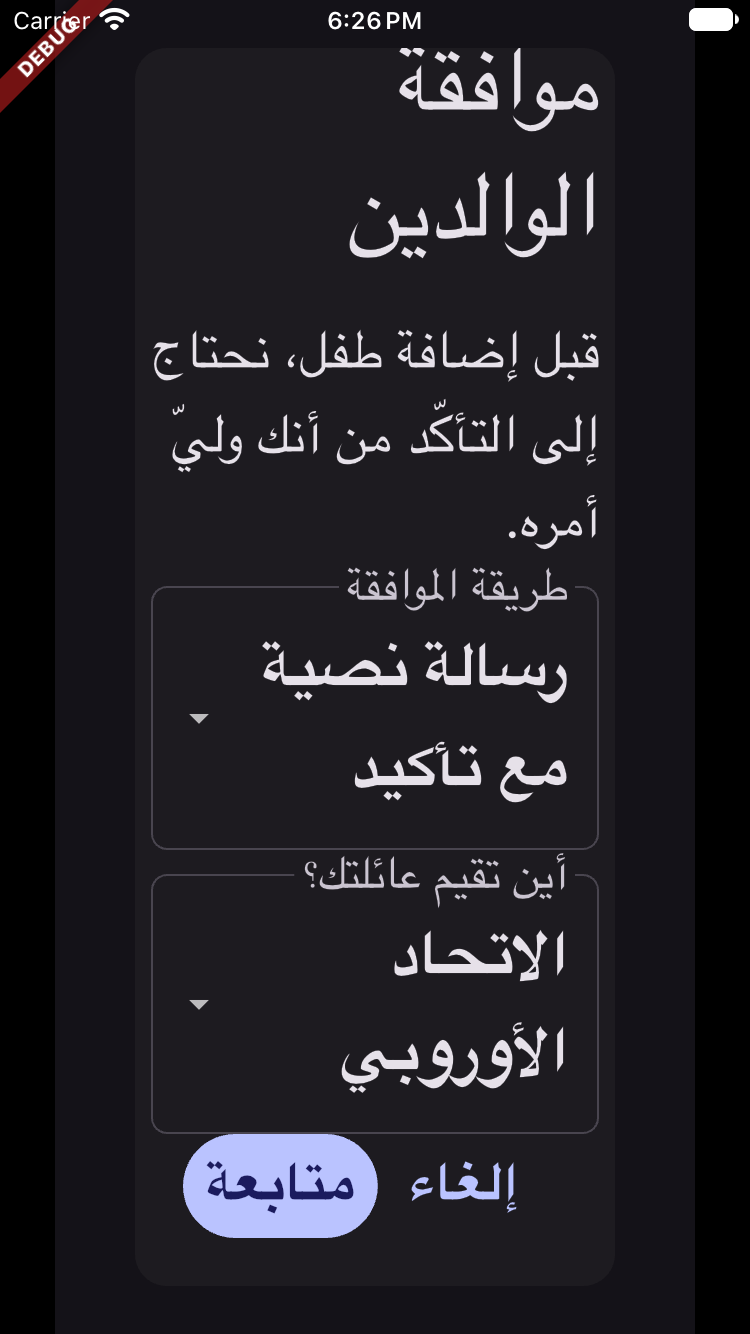 Carrier
6:26 PM
DEBUG
موافقة
الوالدين
قبل إضافة طفل، نحتاج
إلى التأكّد من أنك وليّ
أمره.
طريقة الموافقة
رسالة نصية
مع تأكيد
أين تقيم عائلتك؟
الاتحاد
الأوروبي
إلغاء
متابعة